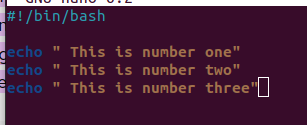 #!/bin/bash
echo " This is number one"
echo " This is number two"
echo " This is number three"